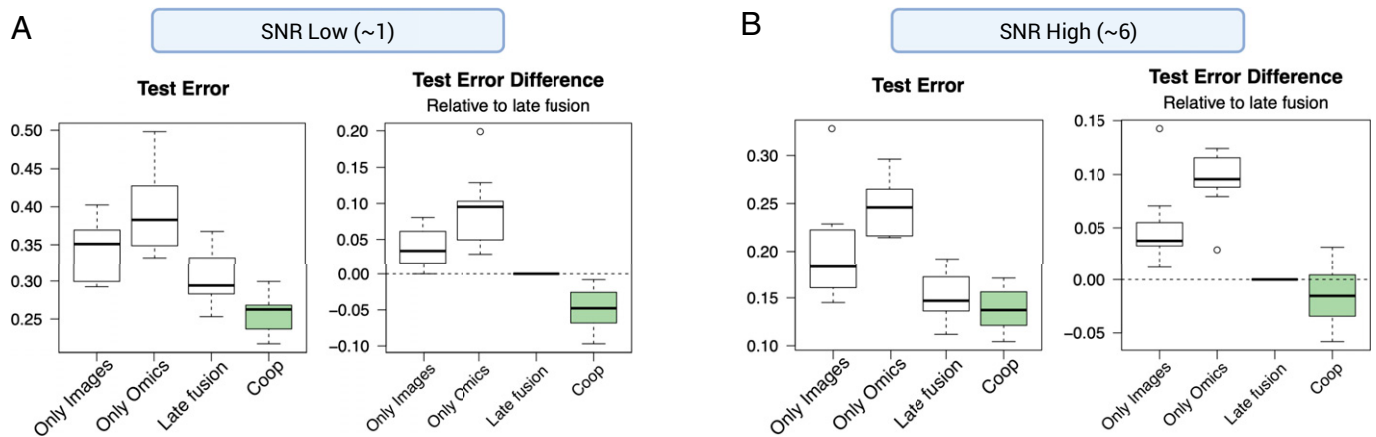 A
SNR Low (~1)
Test Error
0.50
0.45
0.40
0.35
0.30
0.25
Only Images
Only Omics
Late fusion
Coop
Test Error Difference
Relative to late fusion
0.20
0.15
0.10
0.05
0.00
−0.05
−0.10
Only Images
Only Omics
Late fusion
Coop
B
SNR High (~6)
Test Error
0.30
0.25
0.20
0.15
0.10
Only Images
Only Omics
Late fusion
Coop
Test Error Difference
Relative to late fusion
0.15
0.10
0.05
0.00
−0.05
Only Images
Only Omics
Late fusion
Coop